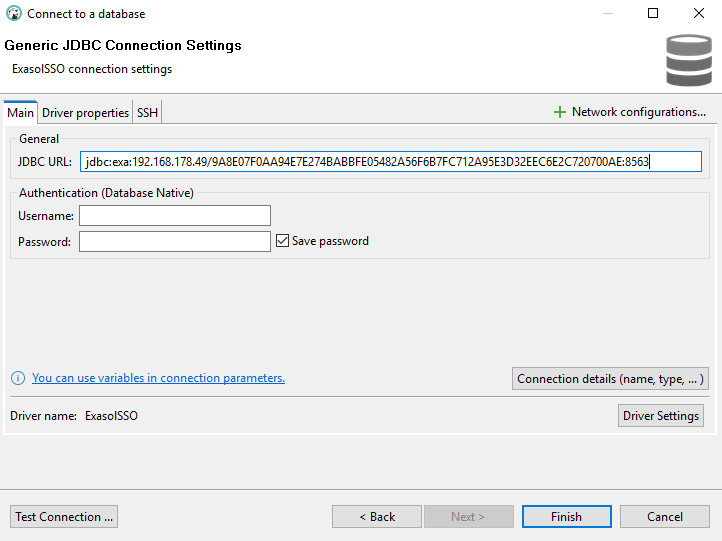 Connect to a database
Generic JDBC Connection Settings
ExasolSSO connection settings
Main Driver properties SSH Network configurations...
General
JDBC URL: jdbc:exa:192.168.178.49/9A8E07F0AA94E7E274BABBFE05482A56F6B7FC712A95E3D32EEC6E2C720700AE:8563
Authentication (Database Native)
Username:
Password: Save password
You can use variables in connection parameters. Connection details (name, type, ... )
Driver name: ExasolSSO Driver Settings
Test Connection ... < Back Next > Finish Cancel